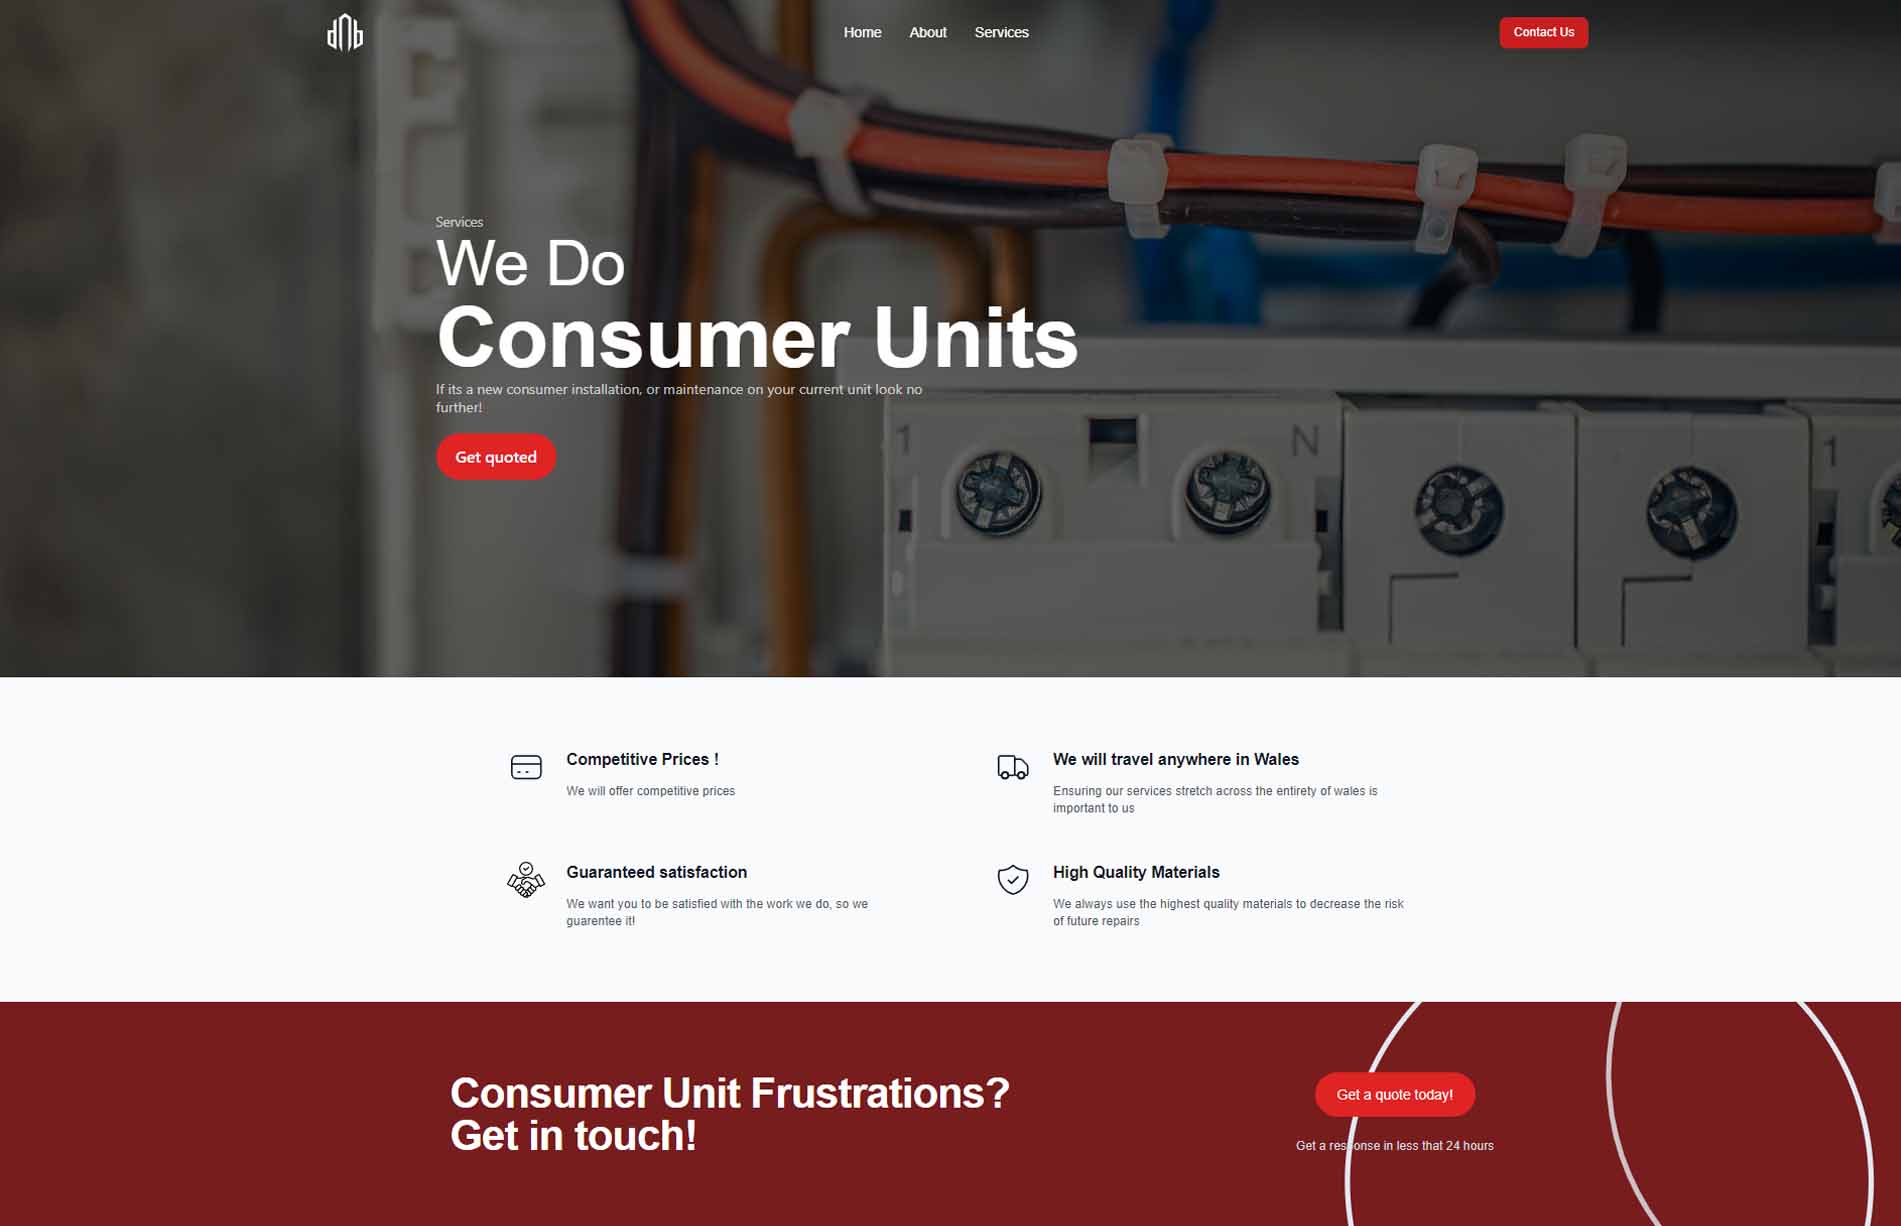 dnb
Home About Services
Contact Us
Services
We Do
Consumer Units
If its a new consumer installation, or maintenance on your current unit look no
further!
Get quoted
1
N
1
Competitive Prices !
We will offer competitive prices
We will travel anywhere in Wales
Ensuring our services stretch across the entirety of wales is
important to us
Guaranteed satisfaction
We want you to be satisfied with the work we do, so we
guarentee it!
High Quality Materials
We always use the highest quality materials to decrease the risk
of future repairs
Consumer Unit Frustrations?
Get in touch!
Get a quote today!
Get a response in less that 24 hours